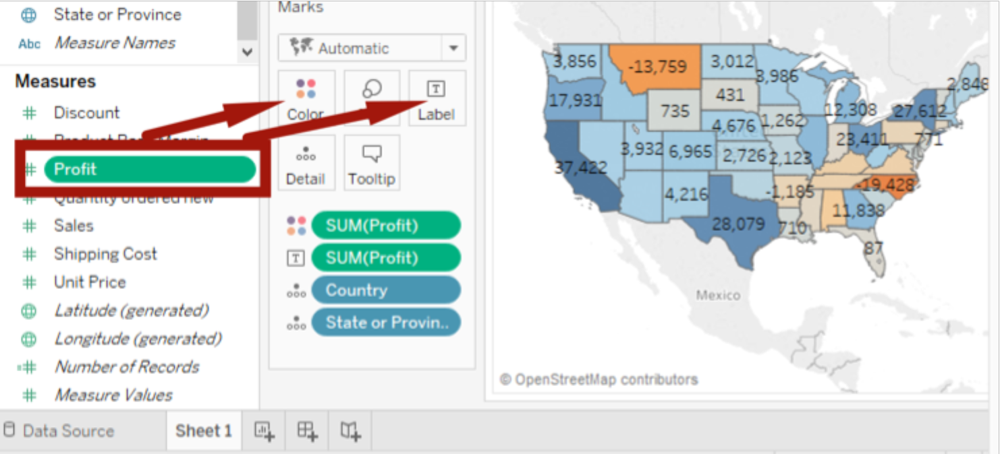 State or Province
Abc Measure Names
Measures
# Discount
# Profit
# Quantity ordered new
# Sales
# Shipping Cost
# Unit Price
Latitude (generated)
Longitude (generated)
=# Number of Records
# Measure Values
Marks
Automatic
Color
T Label
Detail
Tooltip
SUM(Profit)
T SUM(Profit)
Country
State or Provin..
3,856
-13,759
3,012
3,986
2,848
17,931
735
431
12,308
27,612
4,676
1,262
3,932
6,965
2,726
2,123
23,411
771
37,422
4,216
-1,185
-19,428
28,079
710
11,838
87
Mexico
© OpenStreetMap contributors
Data Source
Sheet 1